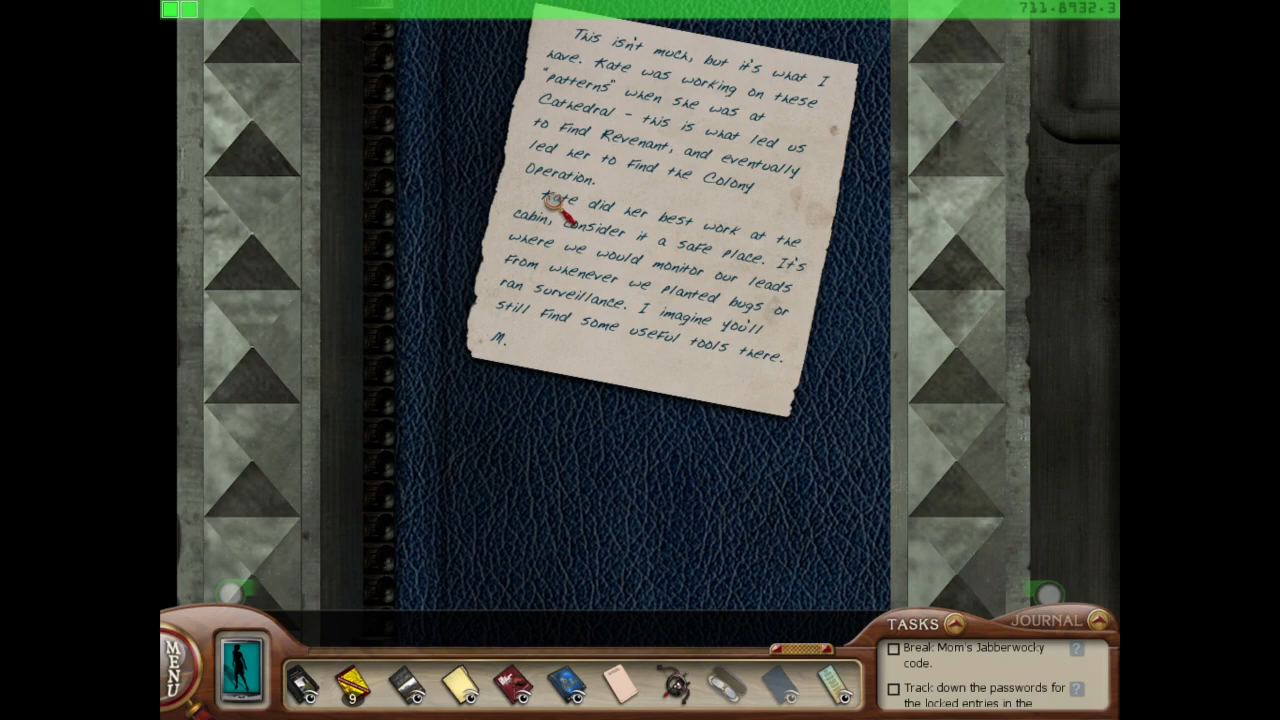 711.8932.3
This isn't much, but it's what I
have. Kate was working on these
"patterns" when she was at
Cathedral - this is what led us
to find Revenant, and eventually
led her to find the Colony
Operation.
Kate did her best work at the
cabin, consider it a safe place. It's
where we would monitor our leads
from whenever we planted bugs or
ran surveillance. I imagine you'll
still find some useful tools there.
M.
MENU
9
TASKS
JOURNAL
Break Mom's Jabberwocky
code.
?
Track down the passwords for
the locked entries in the
?